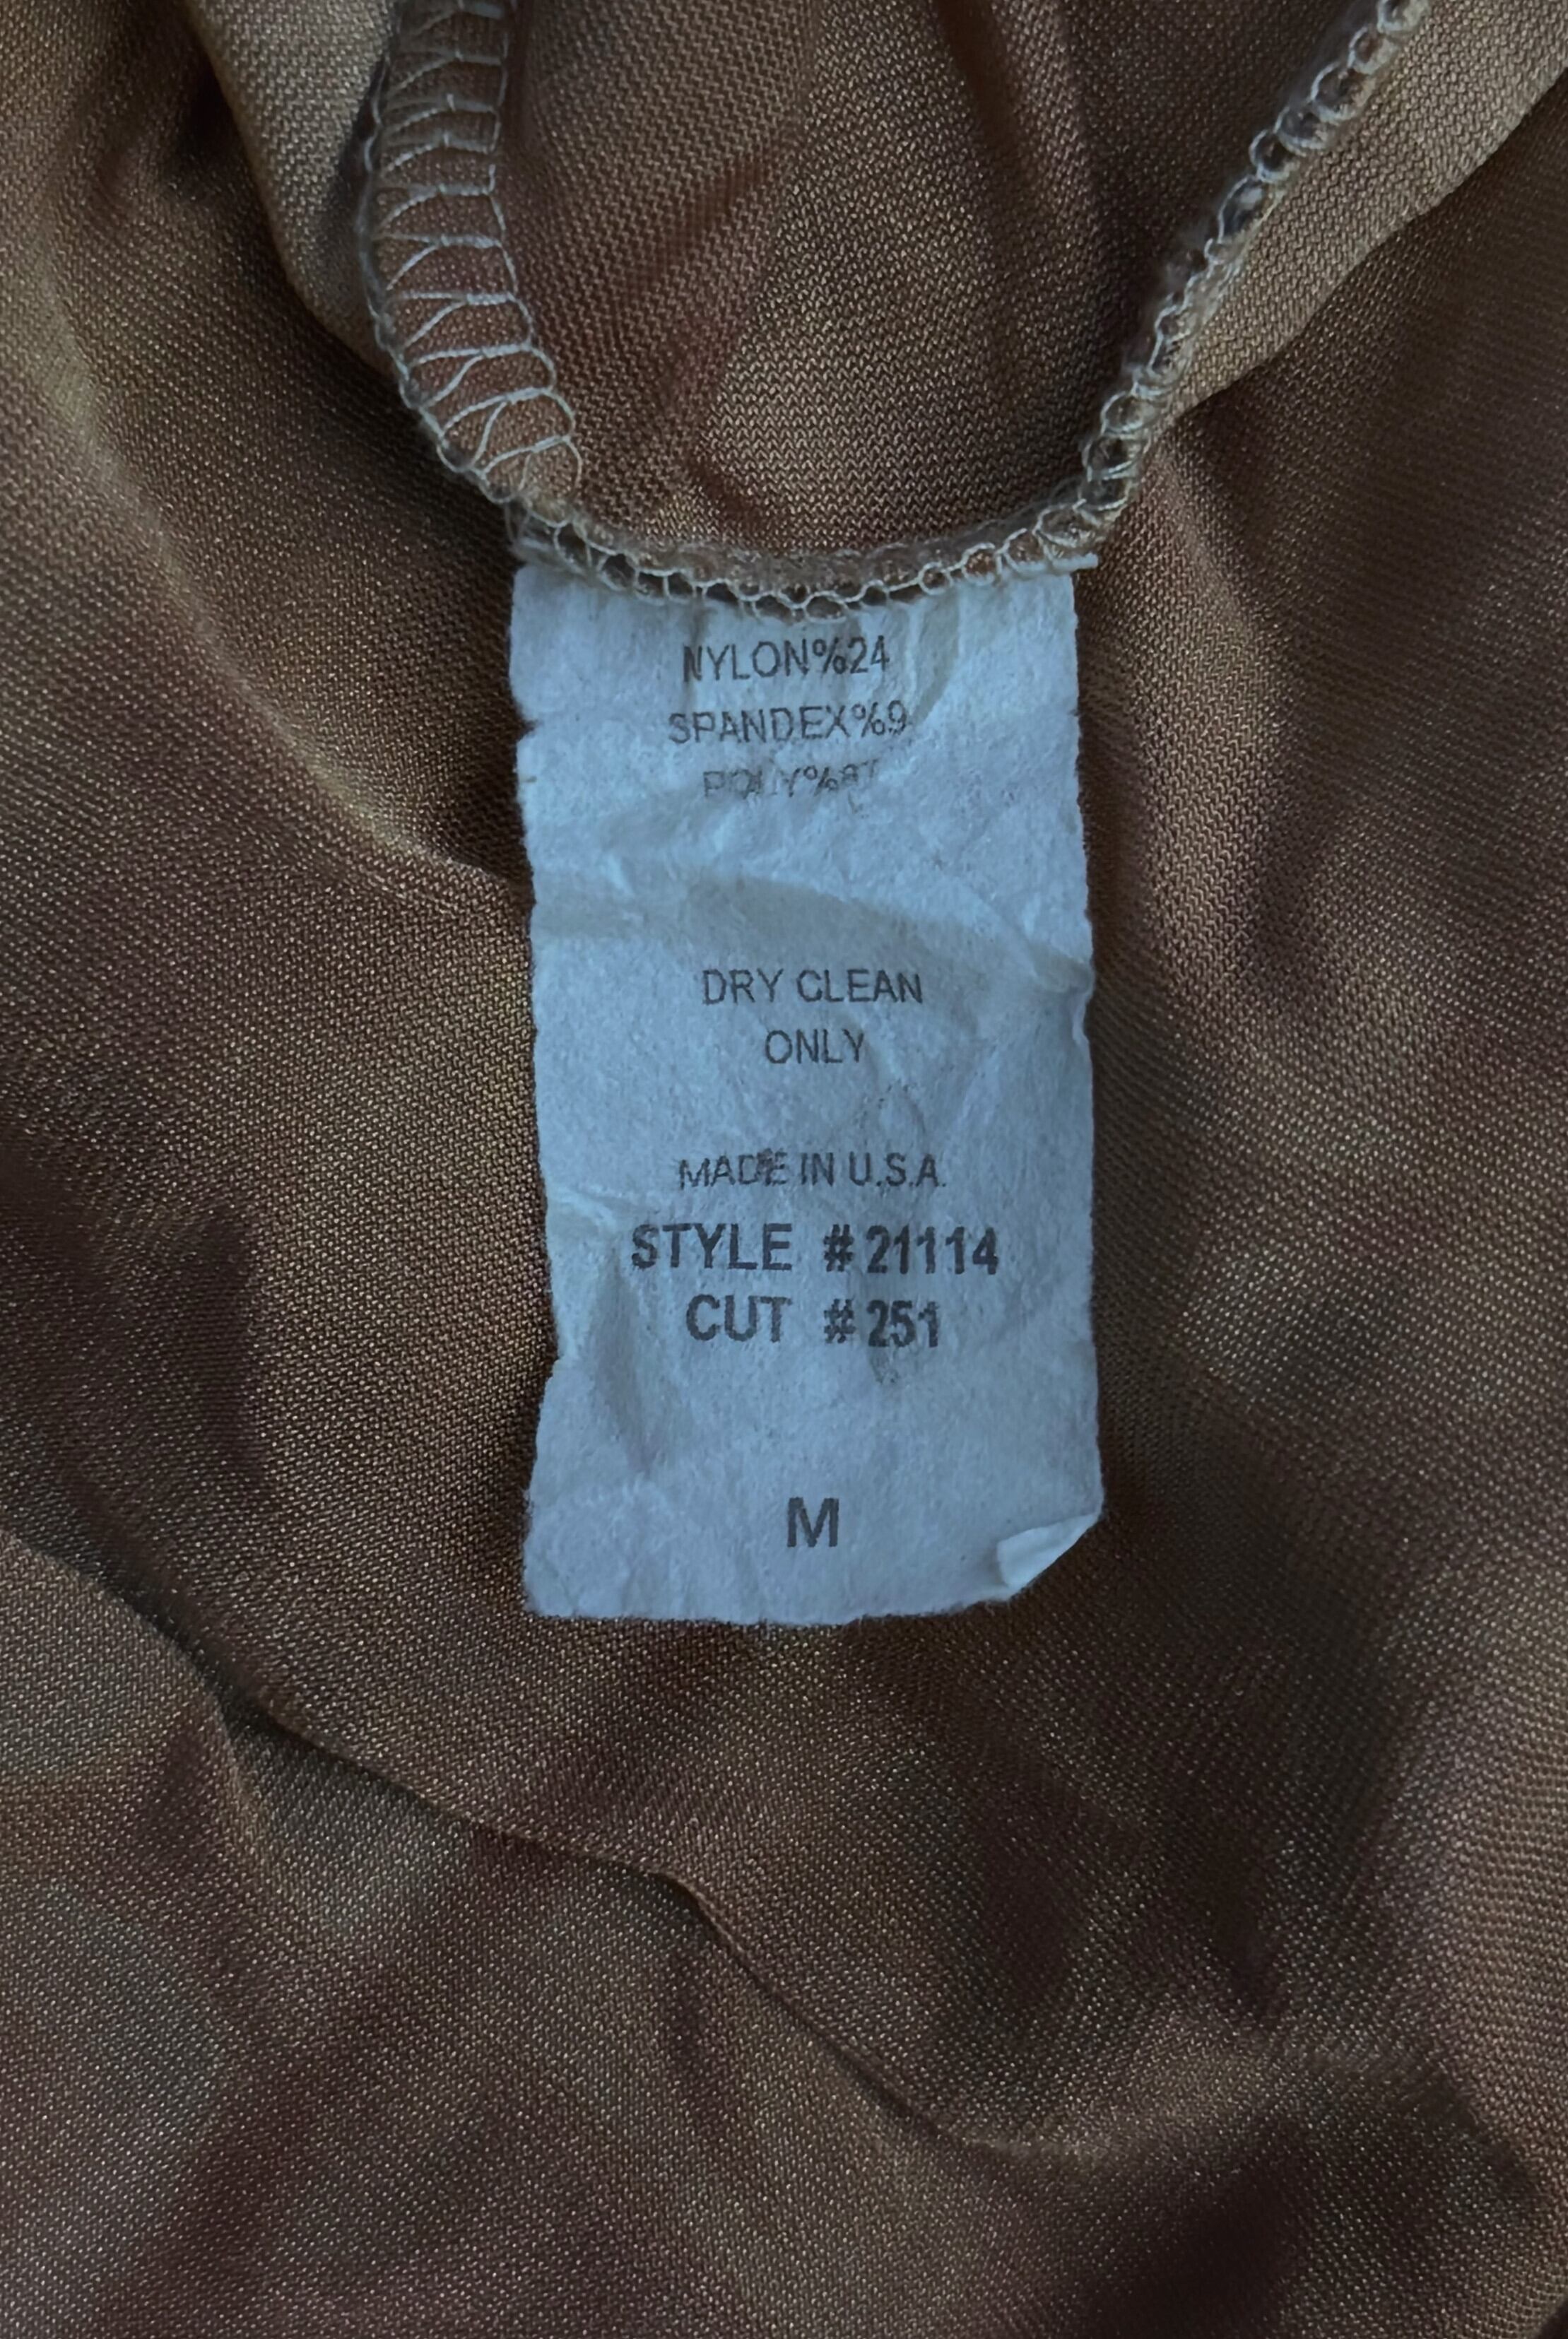 NYLON%24
SPANDEX%9
DRY CLEAN
ONLY
MADE IN U.S.A.
STYLE #21114
CUT #251
M